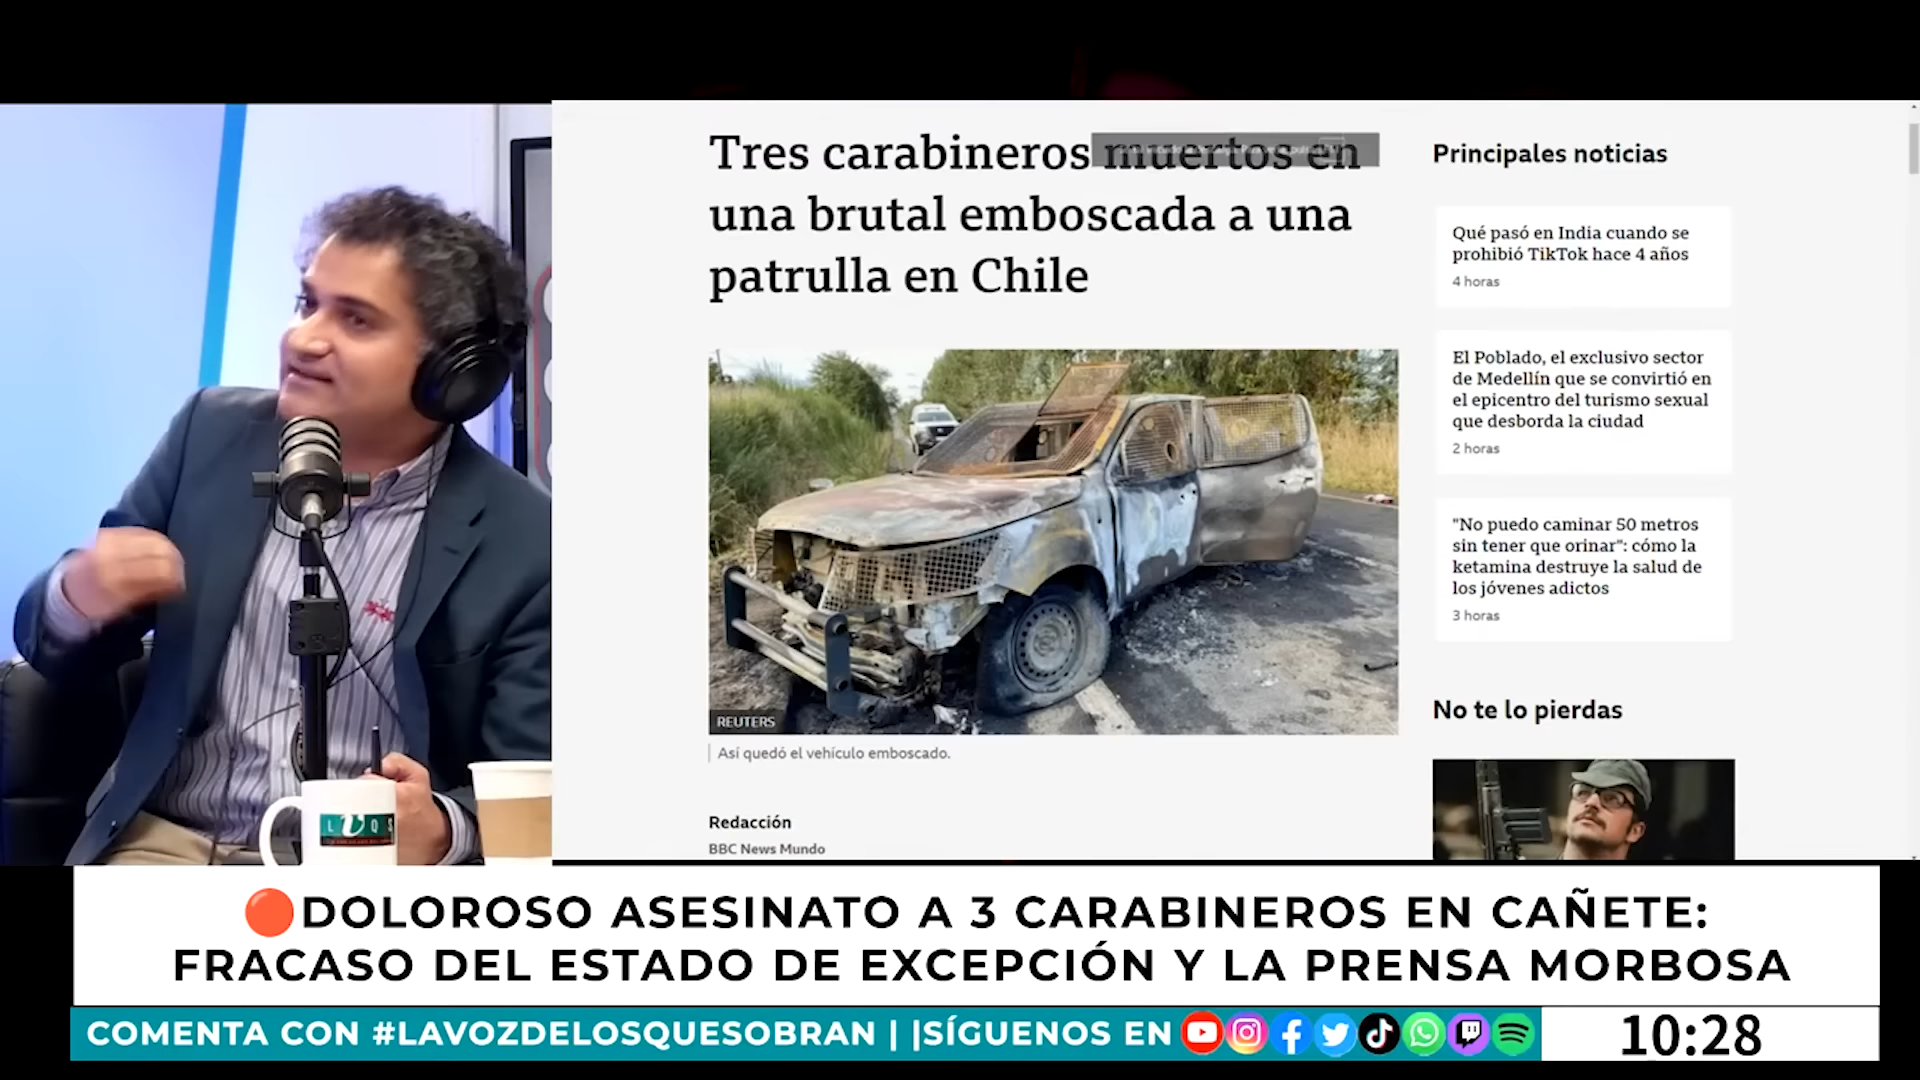 Tres carabineros muertos en
una brutal emboscada a una
patrulla en Chile
REUTERS
Así quedó el vehículo emboscado.
Redacción
BBC News Mundo
Principales noticias
Qué pasó en India cuando se
prohibió TikTok hace 4 años
4 horas
El Poblado, el exclusivo sector
de Medellín que se convirtió en
el epicentro del turismo sexual
que desborda la ciudad
2 horas
"No puedo caminar 50 metros
sin tener que orinar": cómo la
ketamina destruye la salud de
los jóvenes adictos
3 horas
No te lo pierdas
L V Q S
DOLOROSO ASESINATO A 3 CARABINEROS EN CAÑETE:
FRACASO DEL ESTADO DE EXCEPCIÓN Y LA PRENSA MORBOSA
COMENTA CON #LAVOZDELOSQUESOBRAN | |SÍGUENOS EN
10:28